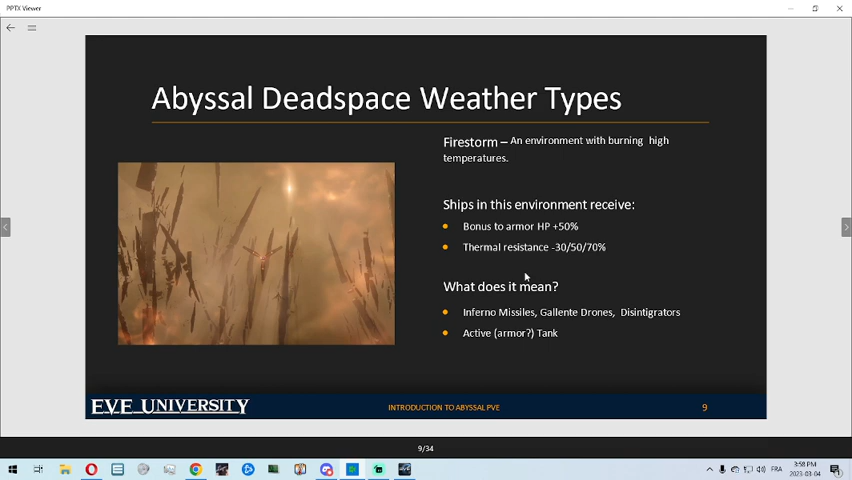 PPTX Viewer
Abyssal Deadspace Weather Types
Firestorm – An environment with burning high
temperatures.
Ships in this environment receive:
Bonus to armor HP +50%
Thermal resistance -30/50/70%
What does it mean?
Inferno Missiles, Gallente Drones, Disintigrators
Active (armor?) Tank
EVE UNIVERSITY
INTRODUCTION TO ABYSSAL PVE
9
9/34
FRA
3:58 PM
2023-03-04